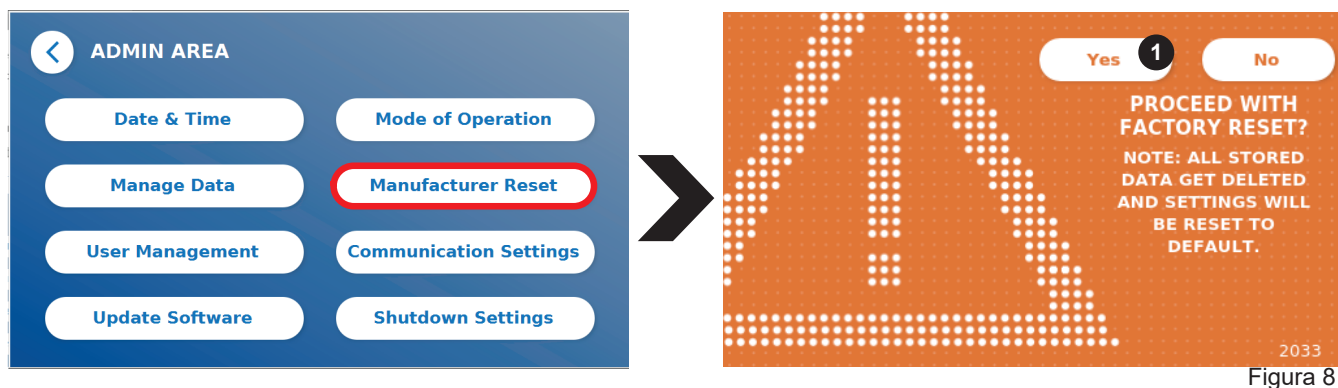 ADMIN AREA
Date & Time
Mode of Operation
Manage Data
Manufacturer Reset
User Management
Communication Settings
Update Software
Shutdown Settings
Yes
1
No
PROCEED WITH
FACTORY RESET?
NOTE: ALL STORED
DATA GET DELETED
AND SETTINGS WILL
BE RESET TO
DEFAULT.
2033
Figura 8